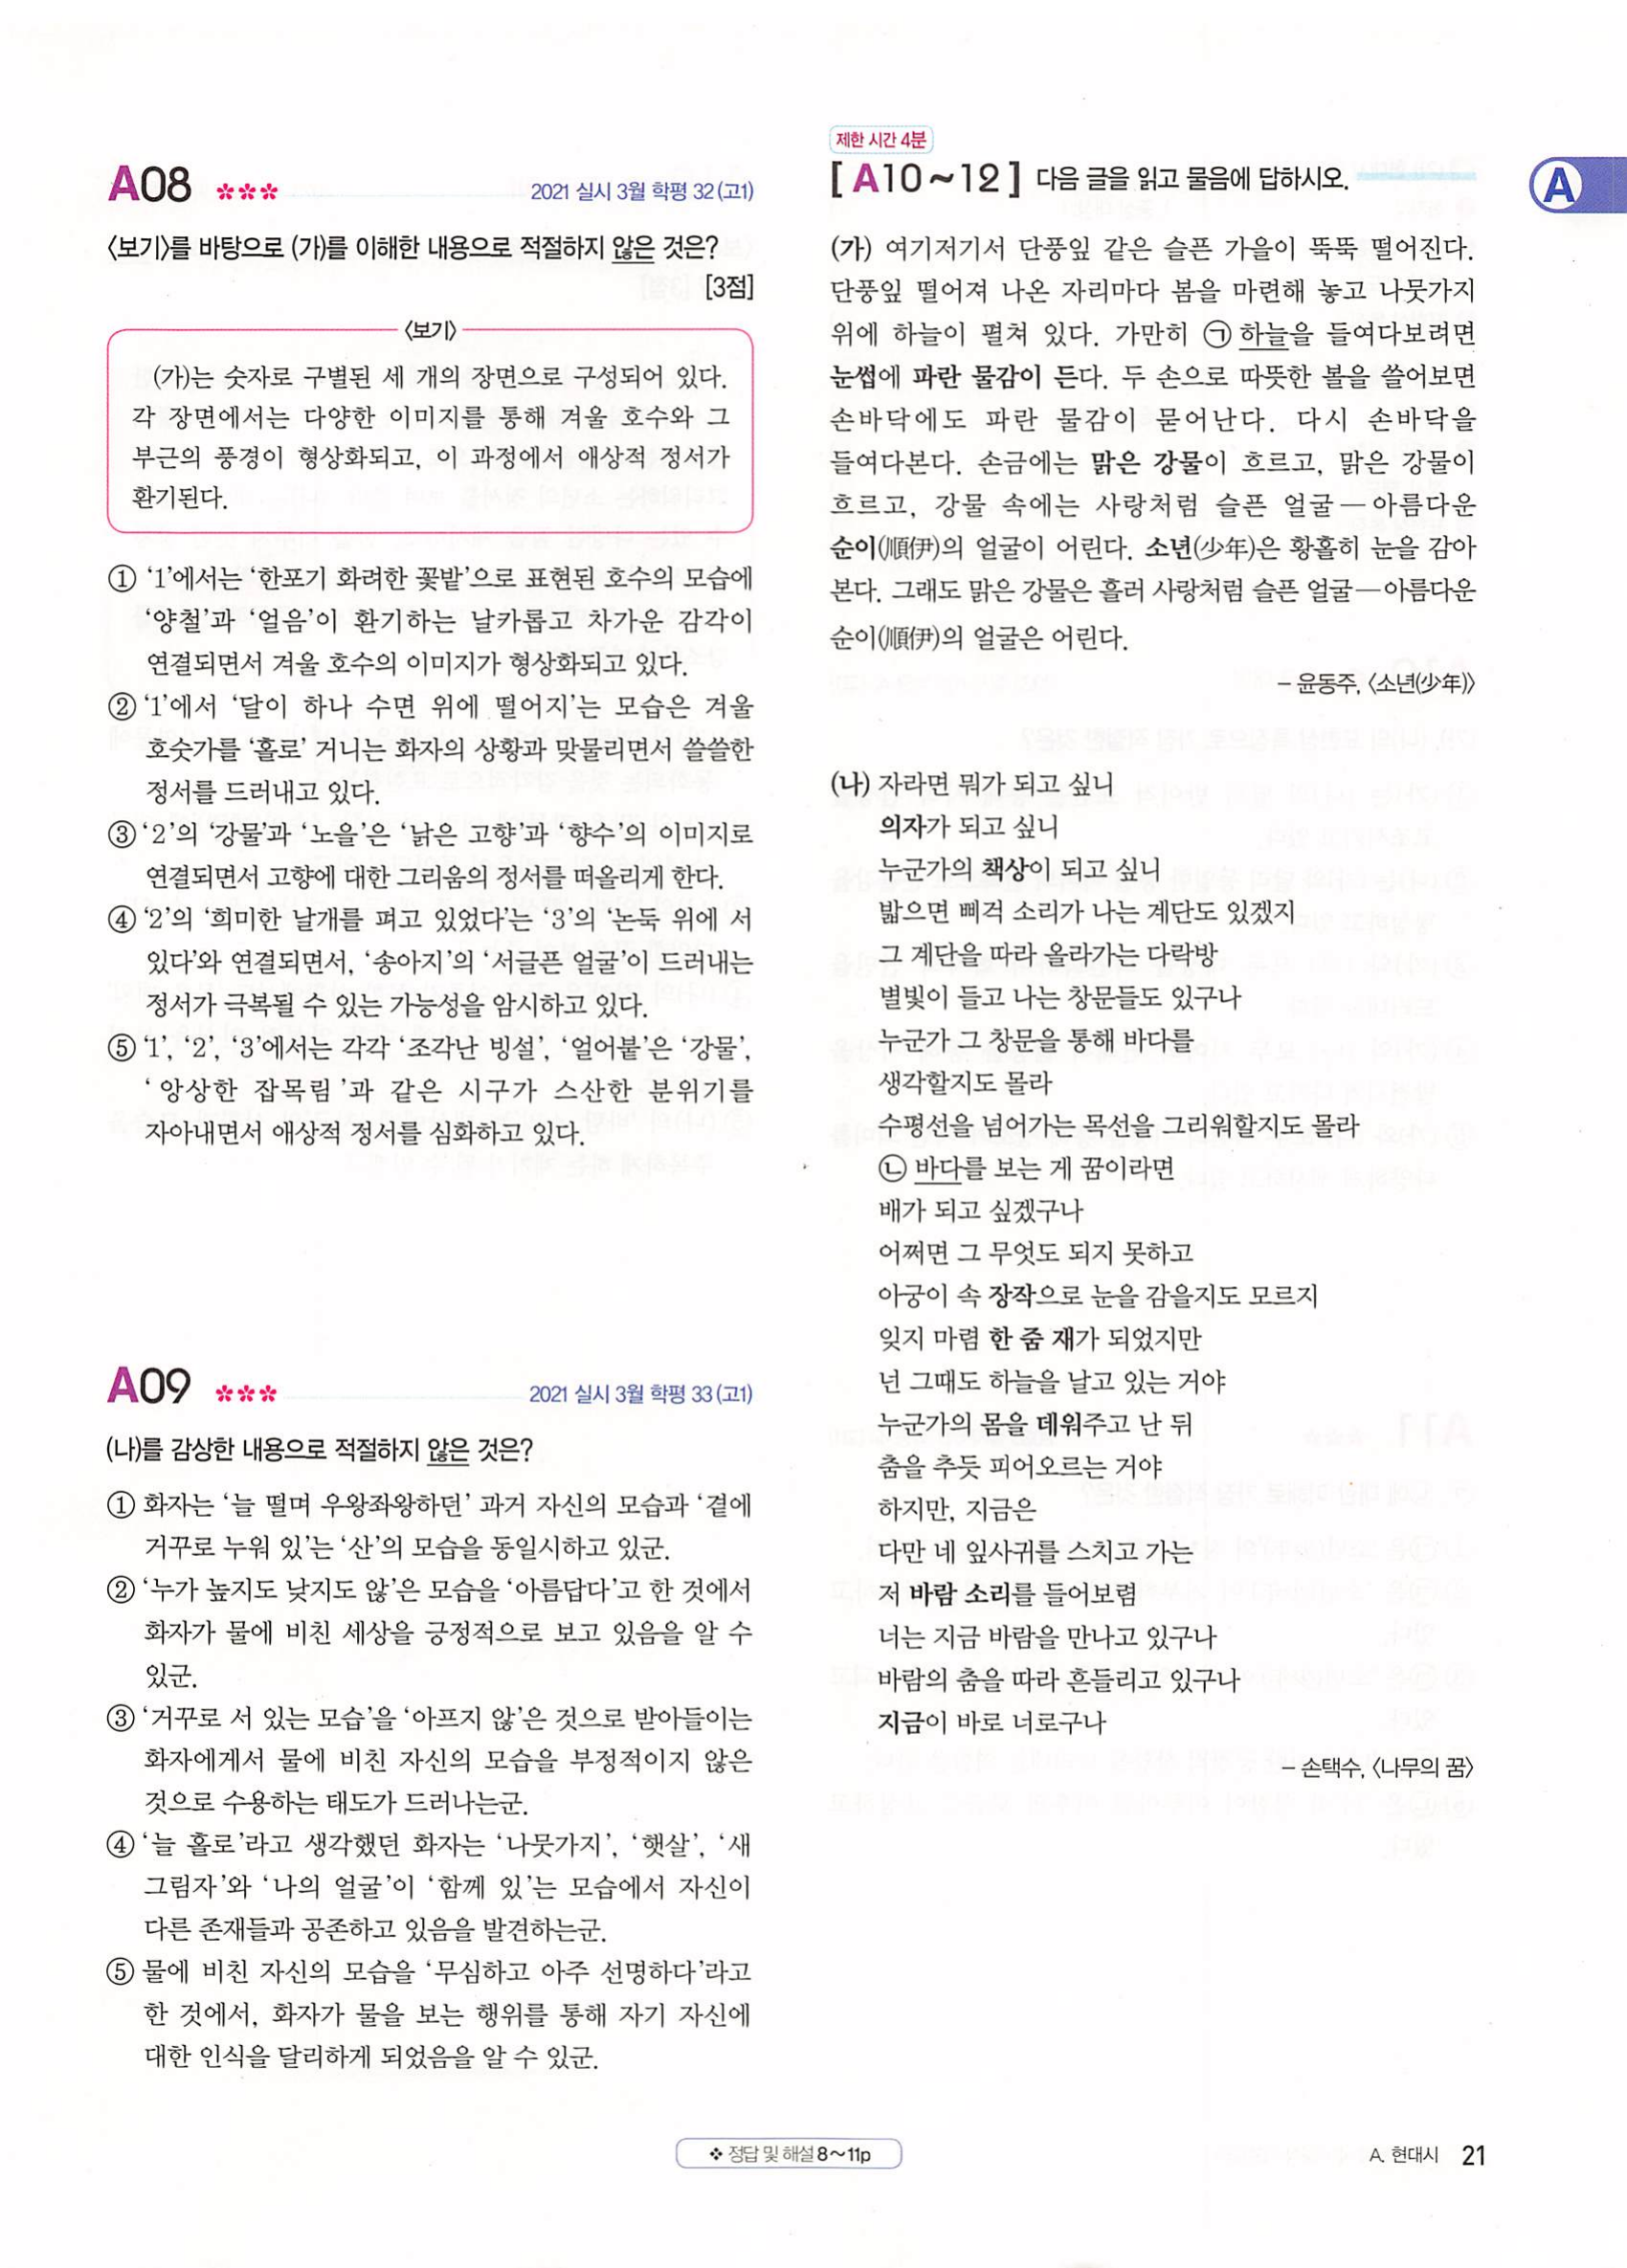 A08 ✽✽✽ 2021 실시 3월 학평 32 (고1)
〈보기〉를 바탕으로 (가)를 이해한 내용으로 적절하지 않은 것은?
[3점]
〈보기〉
(가)는 숫자로 구별된 세 개의 장면으로 구성되어 있다.
각 장면에서는 다양한 이미지를 통해 겨울 호수와 그
부근의 풍경이 형상화되고, 이 과정에서 애상적 정서가
환기된다.
① ‘1’에서는 ‘한포기 화려한 꽃밭’으로 표현된 호수의 모습에
‘양철’과 ‘얼음’이 환기하는 날카롭고 차가운 감각이
연결되면서 겨울 호수의 이미지가 형상화되고 있다.
② ‘1’에서 ‘달이 하나 수면 위에 떨어지’는 모습은 겨울
호숫가를 ‘홀로’ 거니는 화자의 상황과 맞물리면서 쓸쓸한
정서를 드러내고 있다.
③ ‘2’의 ‘강물’과 ‘노을’은 ‘낡은 고향’과 ‘향수’의 이미지로
연결되면서 고향에 대한 그리움의 정서를 떠올리게 한다.
④ ‘2’의 ‘희미한 날개를 펴고 있었다’는 ‘3’의 ‘논둑 위에 서
있다’와 연결되면서, ‘송아지’의 ‘서글픈 얼굴’이 드러내는
정서가 극복될 수 있는 가능성을 암시하고 있다.
⑤ ‘1’, ‘2’, ‘3’에서는 각각 ‘조각난 빙설’, ‘얼어붙’은 ‘강물’,
‘앙상한 잡목림’과 같은 시구가 스산한 분위기를
자아내면서 애상적 정서를 심화하고 있다.
A09 ✽✽✽ 2021 실시 3월 학평 33 (고1)
(나)를 감상한 내용으로 적절하지 않은 것은?
① 화자는 ‘늘 떨며 우왕좌왕하던’ 과거 자신의 모습과 ‘곁에
거꾸로 누워 있’는 ‘산’의 모습을 동일시하고 있군.
② ‘누가 높지도 낮지도 않’은 모습을 ‘아름답다’고 한 것에서
화자가 물에 비친 세상을 긍정적으로 보고 있음을 알 수
있군.
③ ‘거꾸로 서 있는 모습’을 ‘아프지 않’은 것으로 받아들이는
화자에게서 물에 비친 자신의 모습을 부정적이지 않은
것으로 수용하는 태도가 드러나는군.
④ ‘늘 홀로’라고 생각했던 화자는 ‘나뭇가지’, ‘햇살’, ‘새
그림자’와 ‘나의 얼굴’이 ‘함께 있’는 모습에서 자신이
다른 존재들과 공존하고 있음을 발견하는군.
⑤ 물에 비친 자신의 모습을 ‘무심하고 아주 선명하다’라고
한 것에서, 화자가 물을 보는 행위를 통해 자기 자신에
대한 인식을 달리하게 되었음을 알 수 있군.
제한 시간 4분
[ A10~12 ] 다음 글을 읽고 물음에 답하시오.
A
(가) 여기저기서 단풍잎 같은 슬픈 가을이 뚝뚝 떨어진다.
단풍잎 떨어져 나온 자리마다 봄을 마련해 놓고 나뭇가지
위에 하늘이 펼쳐 있다. 가만히 ㉠ 하늘을 들여다보려면
눈썹에 파란 물감이 든다. 두 손으로 따뜻한 볼을 쓸어보면
손바닥에도 파란 물감이 묻어난다. 다시 손바닥을
들여다본다. 손금에는 맑은 강물이 흐르고, 맑은 강물이
흐르고, 강물 속에는 사랑처럼 슬픈 얼굴—아름다운
순이(順伊)의 얼굴이 어린다. 소년(少年)은 황홀히 눈을 감아
본다. 그래도 맑은 강물은 흘러 사랑처럼 슬픈 얼굴—아름다운
순이(順伊)의 얼굴은 어린다.
– 윤동주, 〈소년(少年)〉
(나) 자라면 뭐가 되고 싶니
의자가 되고 싶니
누군가의 책상이 되고 싶니
밟으면 삐걱 소리가 나는 계단도 있겠지
그 계단을 따라 올라가는 다락방
별빛이 들고 나는 창문들도 있구나
누군가 그 창문을 통해 바다를
생각할지도 몰라
수평선을 넘어가는 목선을 그리워할지도 몰라
㉡ 바다를 보는 게 꿈이라면
배가 되고 싶겠구나
어쩌면 그 무엇도 되지 못하고
아궁이 속 장작으로 눈을 감을지도 모르지
잊지 마렴 한 줌 재가 되었지만
넌 그때도 하늘을 날고 있는 거야
누군가의 몸을 데워주고 난 뒤
춤을 추듯 피어오르는 거야
하지만, 지금은
다만 네 잎사귀를 스치고 가는
저 바람 소리를 들어보렴
너는 지금 바람을 만나고 있구나
바람의 춤을 따라 흔들리고 있구나
지금이 바로 너로구나
– 손택수, 〈나무의 꿈〉
❖ 정답 및 해설 8~11p
A. 현대시 21